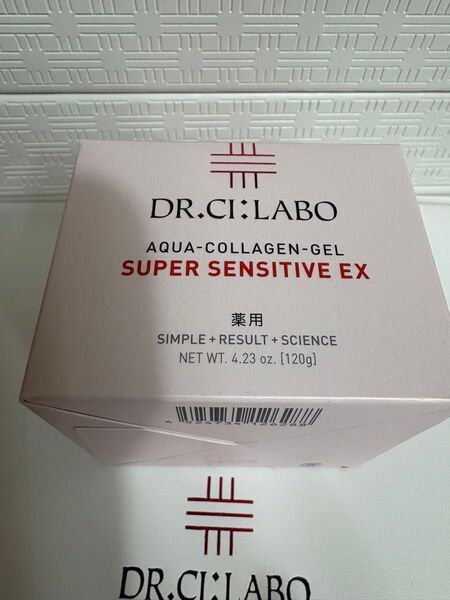 DR.CI:LABO
AQUA-COLLAGEN-GEL
SUPER SENSITIVE EX
薬用
SIMPLE + RESULT + SCIENCE
NET WT. 4.23 oz. [120g]
DR.CI:LABO